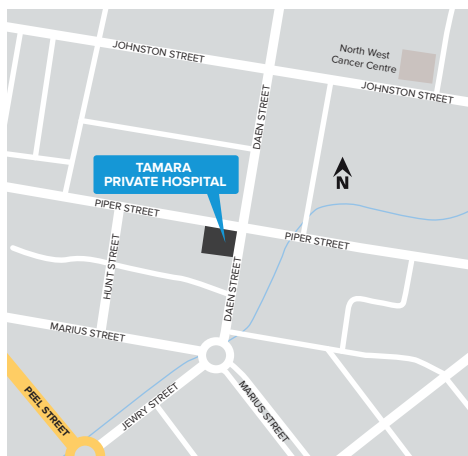 North West
Cancer Centre
JOHNSTON STREET
JOHNSTON STREET
DAEN STREET
TAMARA
PRIVATE HOSPITAL
N
PIPER STREET
PIPER STREET
HUNT STREET
DAEN STREET
MARIUS STREET
PEEL STREET
JEWRY STREET
MARIUS STREET